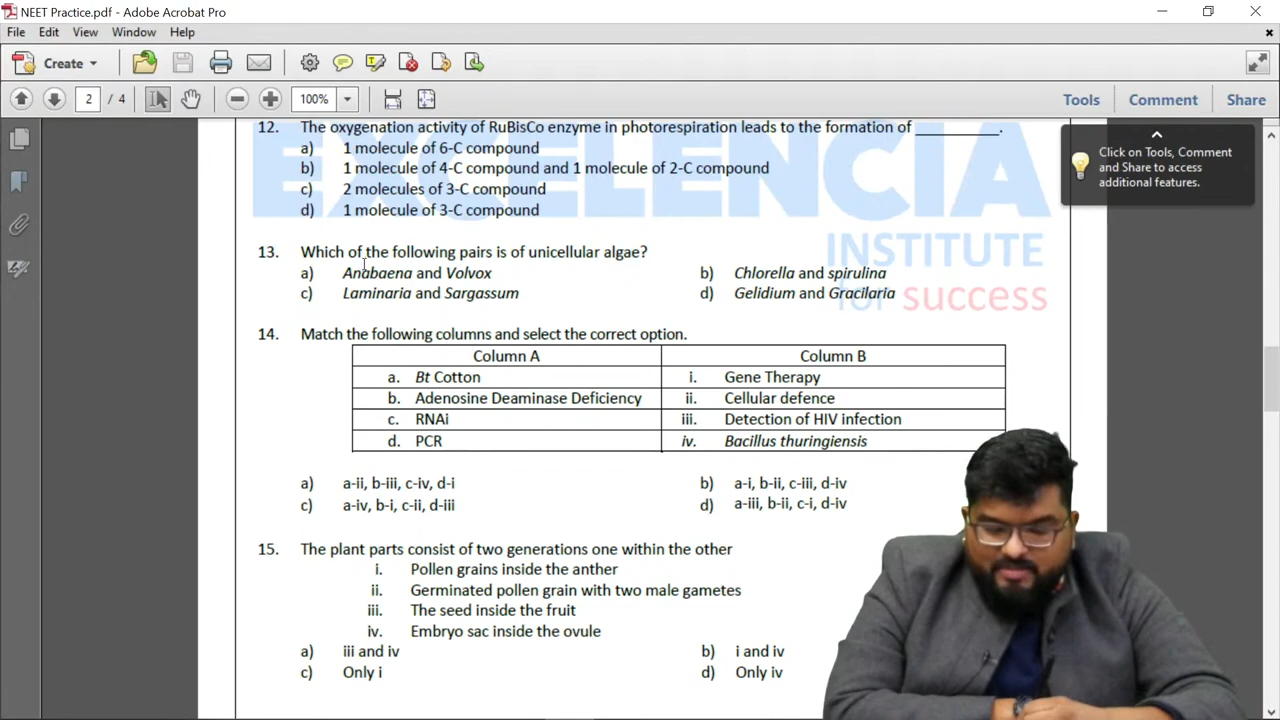 NEET Practice.pdf - Adobe Acrobat Pro
File Edit View Window Help
Create
2 / 4 100% Tools Comment Share
Click on Tools, Comment
and Share to access
additional features.
EXCELENCIA
INSTITUTE
for success
12. The oxygenation activity of RuBisCo enzyme in photorespiration leads to the formation of __________.
a) 1 molecule of 6-C compound
b) 1 molecule of 4-C compound and 1 molecule of 2-C compound
c) 2 molecules of 3-C compound
d) 1 molecule of 3-C compound
13. Which of the following pairs is of unicellular algae?
a) Anabaena and Volvox b) Chlorella and spirulina
c) Laminaria and Sargassum d) Gelidium and Gracilaria
14. Match the following columns and select the correct option.
Column A Column B
a. Bt Cotton i. Gene Therapy
b. Adenosine Deaminase Deficiency ii. Cellular defence
c. RNAi iii. Detection of HIV infection
d. PCR iv. Bacillus thuringiensis
a) a-ii, b-iii, c-iv, d-i b) a-i, b-ii, c-iii, d-iv
c) a-iv, b-i, c-ii, d-iii d) a-iii, b-ii, c-i, d-iv
15. The plant parts consist of two generations one within the other
i. Pollen grains inside the anther
ii. Germinated pollen grain with two male gametes
iii. The seed inside the fruit
iv. Embryo sac inside the ovule
a) iii and iv b) i and iv
c) Only i d) Only iv